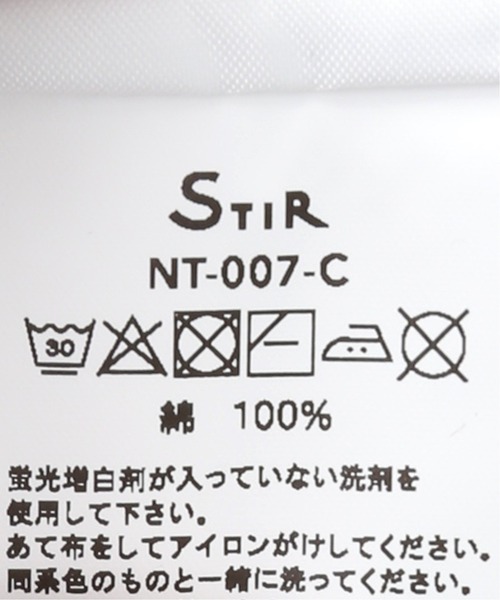 STIR
NT-007-C
30
綿 100%
蛍光増白剤が入っていない洗剤を
使用して下さい。
あて布をしてアイロンがけしてください。
同系色のものと一緒に洗ってください。